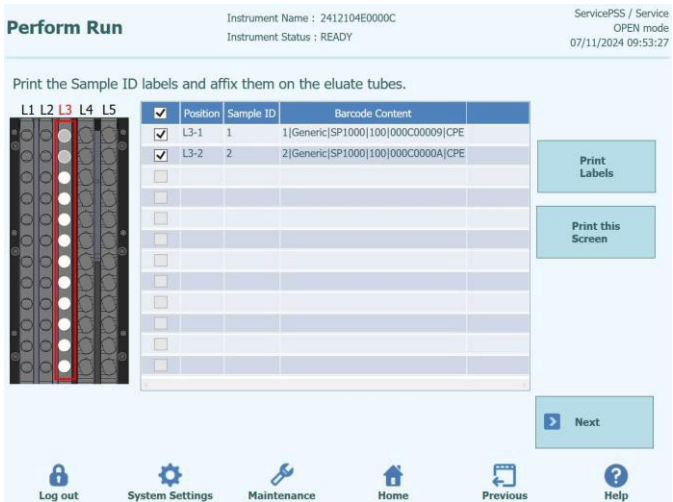 Perform Run
Instrument Name : 2412104E0000C
Instrument Status : READY
ServicePSS / Service
OPEN mode
07/11/2024 09:53:27
Print the Sample ID labels and affix them on the eluate tubes.
L1 L2 L3 L4 L5
Position Sample ID Barcode Content
L3-1 1 1|Generic|SP1000|100|000C00009|CPE
L3-2 2 2|Generic|SP1000|100|000C0000A|CPE
Print
Labels
Print this
Screen
Next
Log out System Settings Maintenance Home Previous Help